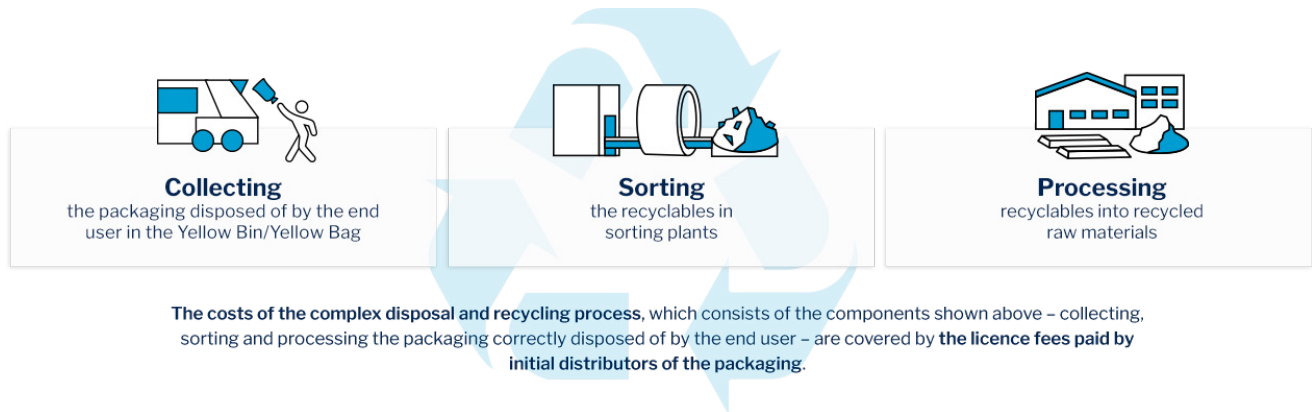 Collecting
the packaging disposed of by the end
user in the Yellow Bin/Yellow Bag
Sorting
the recyclables in
sorting plants
Processing
recyclables into recycled
raw materials
The costs of the complex disposal and recycling process, which consists of the components shown above – collecting,
sorting and processing the packaging correctly disposed of by the end user – are covered by the licence fees paid by
initial distributors of the packaging.